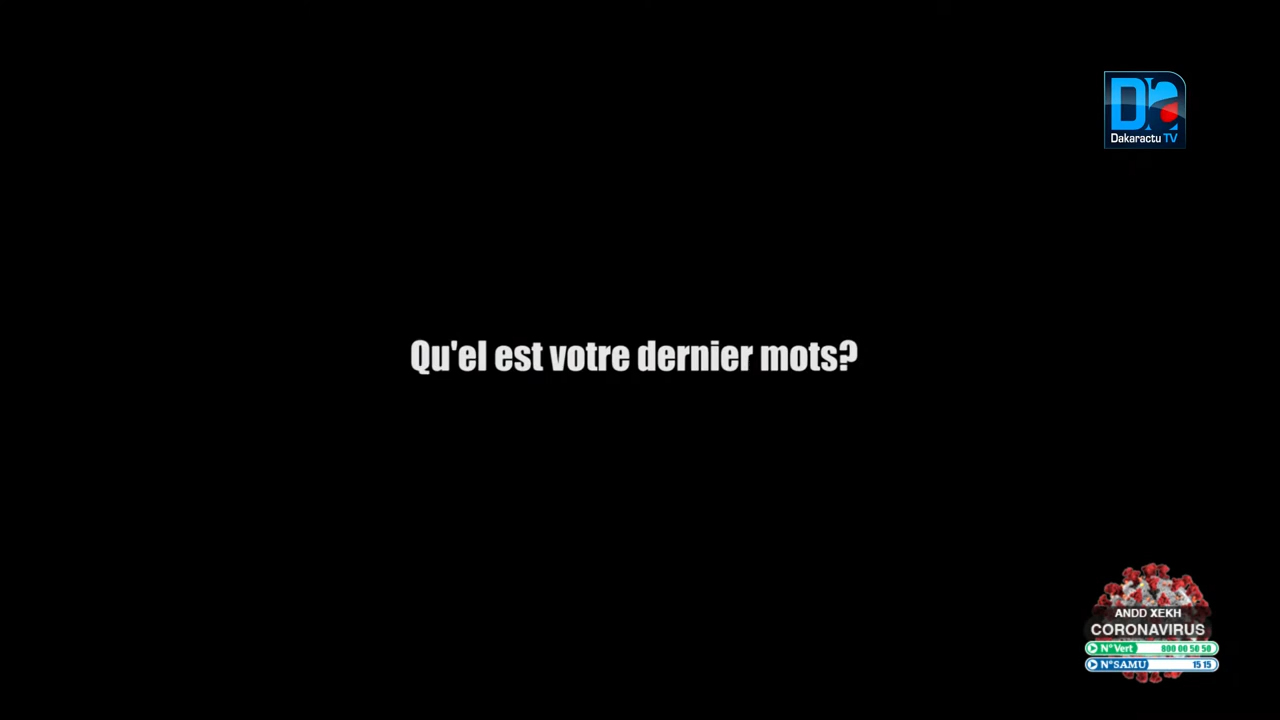 Dakaractu TV
Qu'el est votre dernier mots?
ANDD XEKH
CORONAVIRUS
N°Vert 800 00 50 50
N°SAMU 15 15